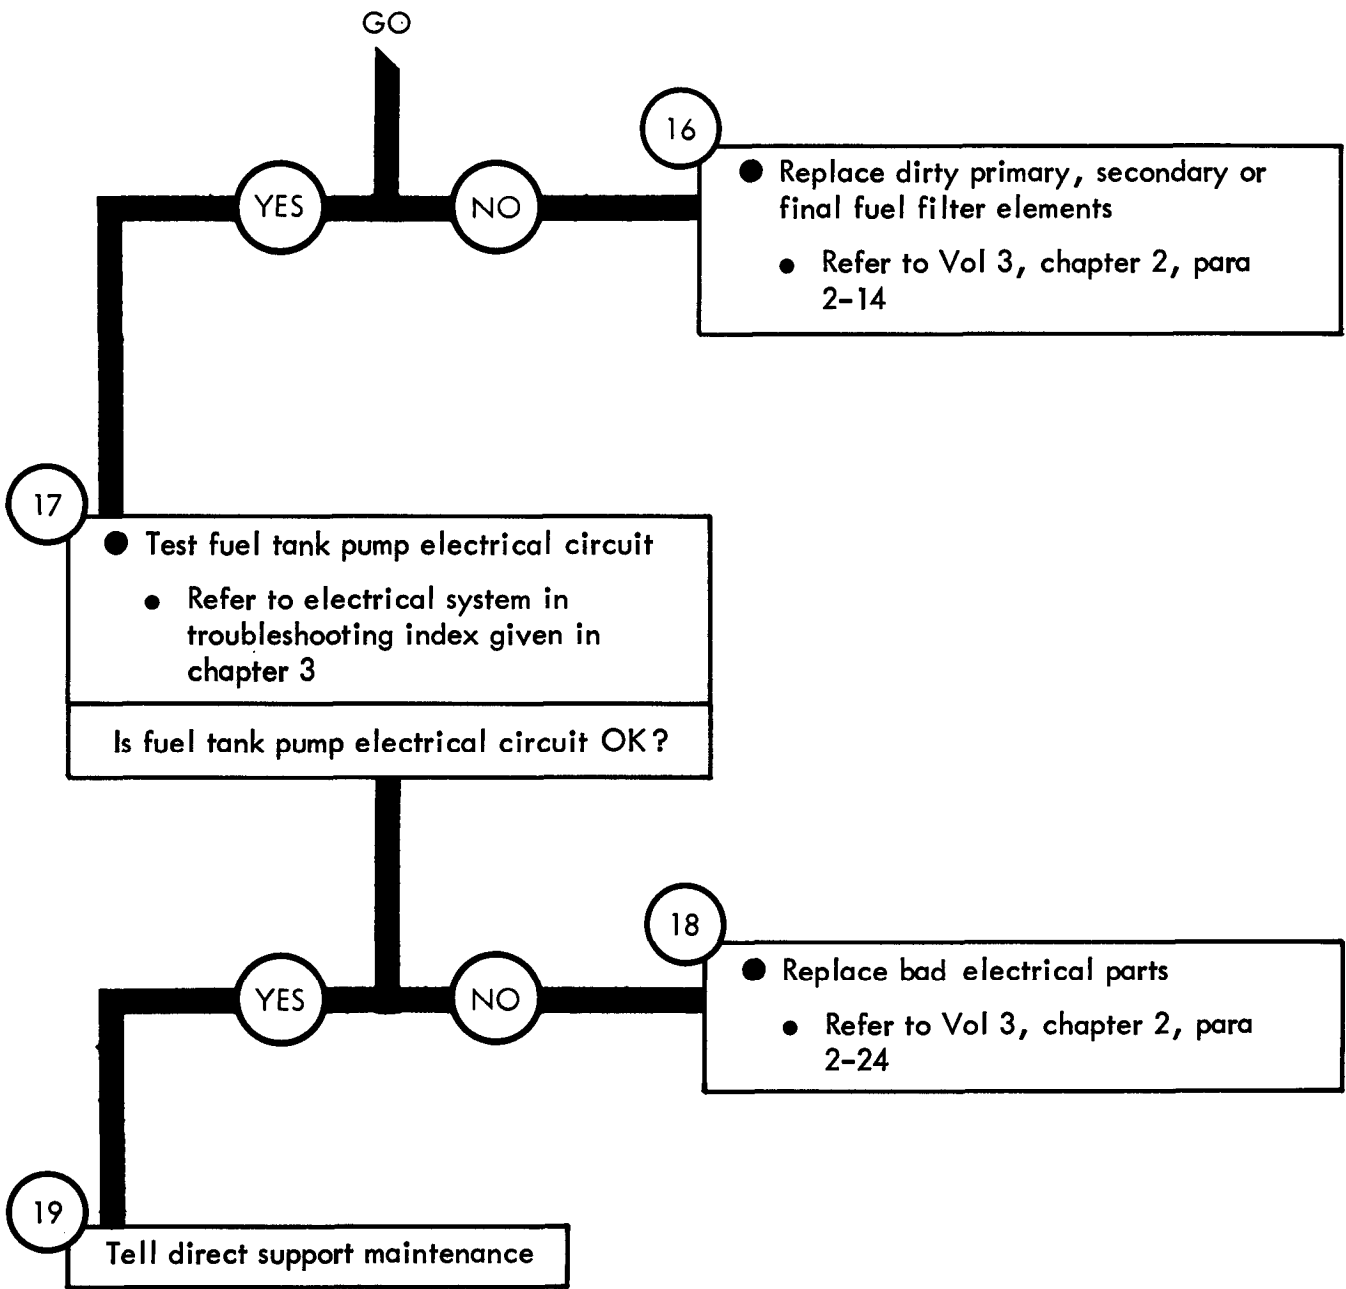 GO
YES
NO
16
● Replace dirty primary, secondary or
final fuel filter elements
● Refer to Vol 3, chapter 2, para
2-14
17
● Test fuel tank pump electrical circuit
● Refer to electrical system in
troubleshooting index given in
chapter 3
Is fuel tank pump electrical circuit OK?
YES
NO
18
● Replace bad electrical parts
● Refer to Vol 3, chapter 2, para
2-24
19
Tell direct support maintenance